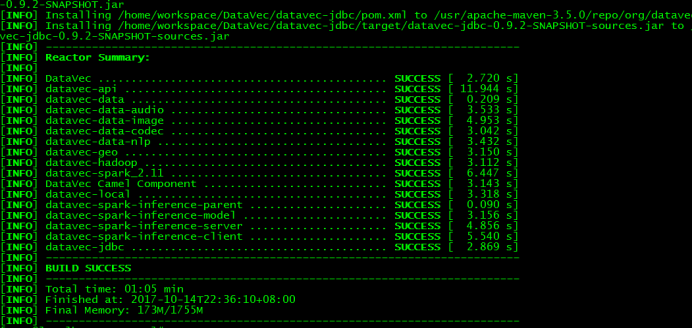 -0.9.2-SNAPSHOT.jar
[INFO] Installing /home/workspace/DataVec/datavec-jdbc/pom.xml to /usr/apache-maven-3.5.0/repo/org/datave
[INFO] Installing /home/workspace/DataVec/datavec-jdbc/target/datavec-jdbc-0.9.2-SNAPSHOT-sources.jar to
vec-jdbc-0.9.2-SNAPSHOT-sources.jar
[INFO] ------------------------------------------------------------------------
[INFO] Reactor Summary:
[INFO]
[INFO] DataVec ............................................ SUCCESS [  2.720 s]
[INFO] datavec-api ........................................ SUCCESS [ 11.944 s]
[INFO] datavec-data ....................................... SUCCESS [  0.209 s]
[INFO] datavec-data-audio ................................. SUCCESS [  3.533 s]
[INFO] datavec-data-image ................................. SUCCESS [  4.953 s]
[INFO] datavec-data-codec ................................. SUCCESS [  3.042 s]
[INFO] datavec-data-nlp ................................... SUCCESS [  3.432 s]
[INFO] datavec-geo ........................................ SUCCESS [  3.150 s]
[INFO] datavec-hadoop ..................................... SUCCESS [  3.112 s]
[INFO] datavec-spark_2.11 ................................. SUCCESS [  6.447 s]
[INFO] DataVec Camel Component ............................ SUCCESS [  3.143 s]
[INFO] datavec-local ...................................... SUCCESS [  3.318 s]
[INFO] datavec-spark-inference-parent ..................... SUCCESS [  0.090 s]
[INFO] datavec-spark-inference-model ...................... SUCCESS [  3.156 s]
[INFO] datavec-spark-inference-server ..................... SUCCESS [  4.856 s]
[INFO] datavec-spark-inference-client ..................... SUCCESS [  5.540 s]
[INFO] datavec-jdbc ....................................... SUCCESS [  2.869 s]
[INFO] ------------------------------------------------------------------------
[INFO] BUILD SUCCESS
[INFO] ------------------------------------------------------------------------
[INFO] Total time: 01:05 min
[INFO] Finished at: 2017-10-14T22:36:10+08:00
[INFO] Final Memory: 173M/1755M
[INFO] ------------------------------------------------------------------------